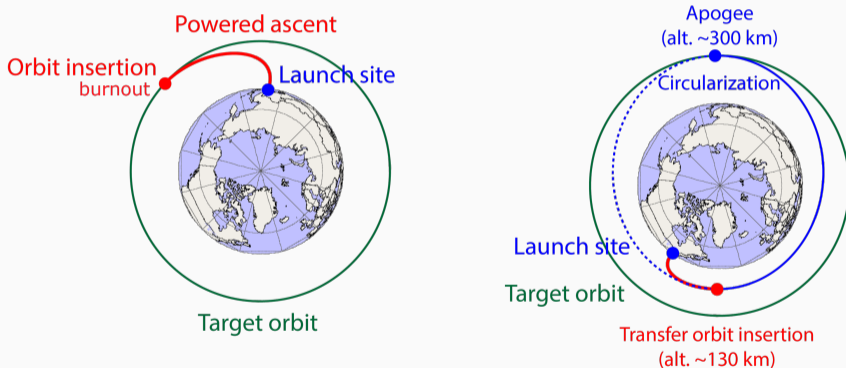 Powered ascent
Orbit insertion
burnout
Launch site
Target orbit
Apogee
(alt. ~300 km)
Circularization
Launch site
Target orbit
Transfer orbit insertion
(alt. ~130 km)